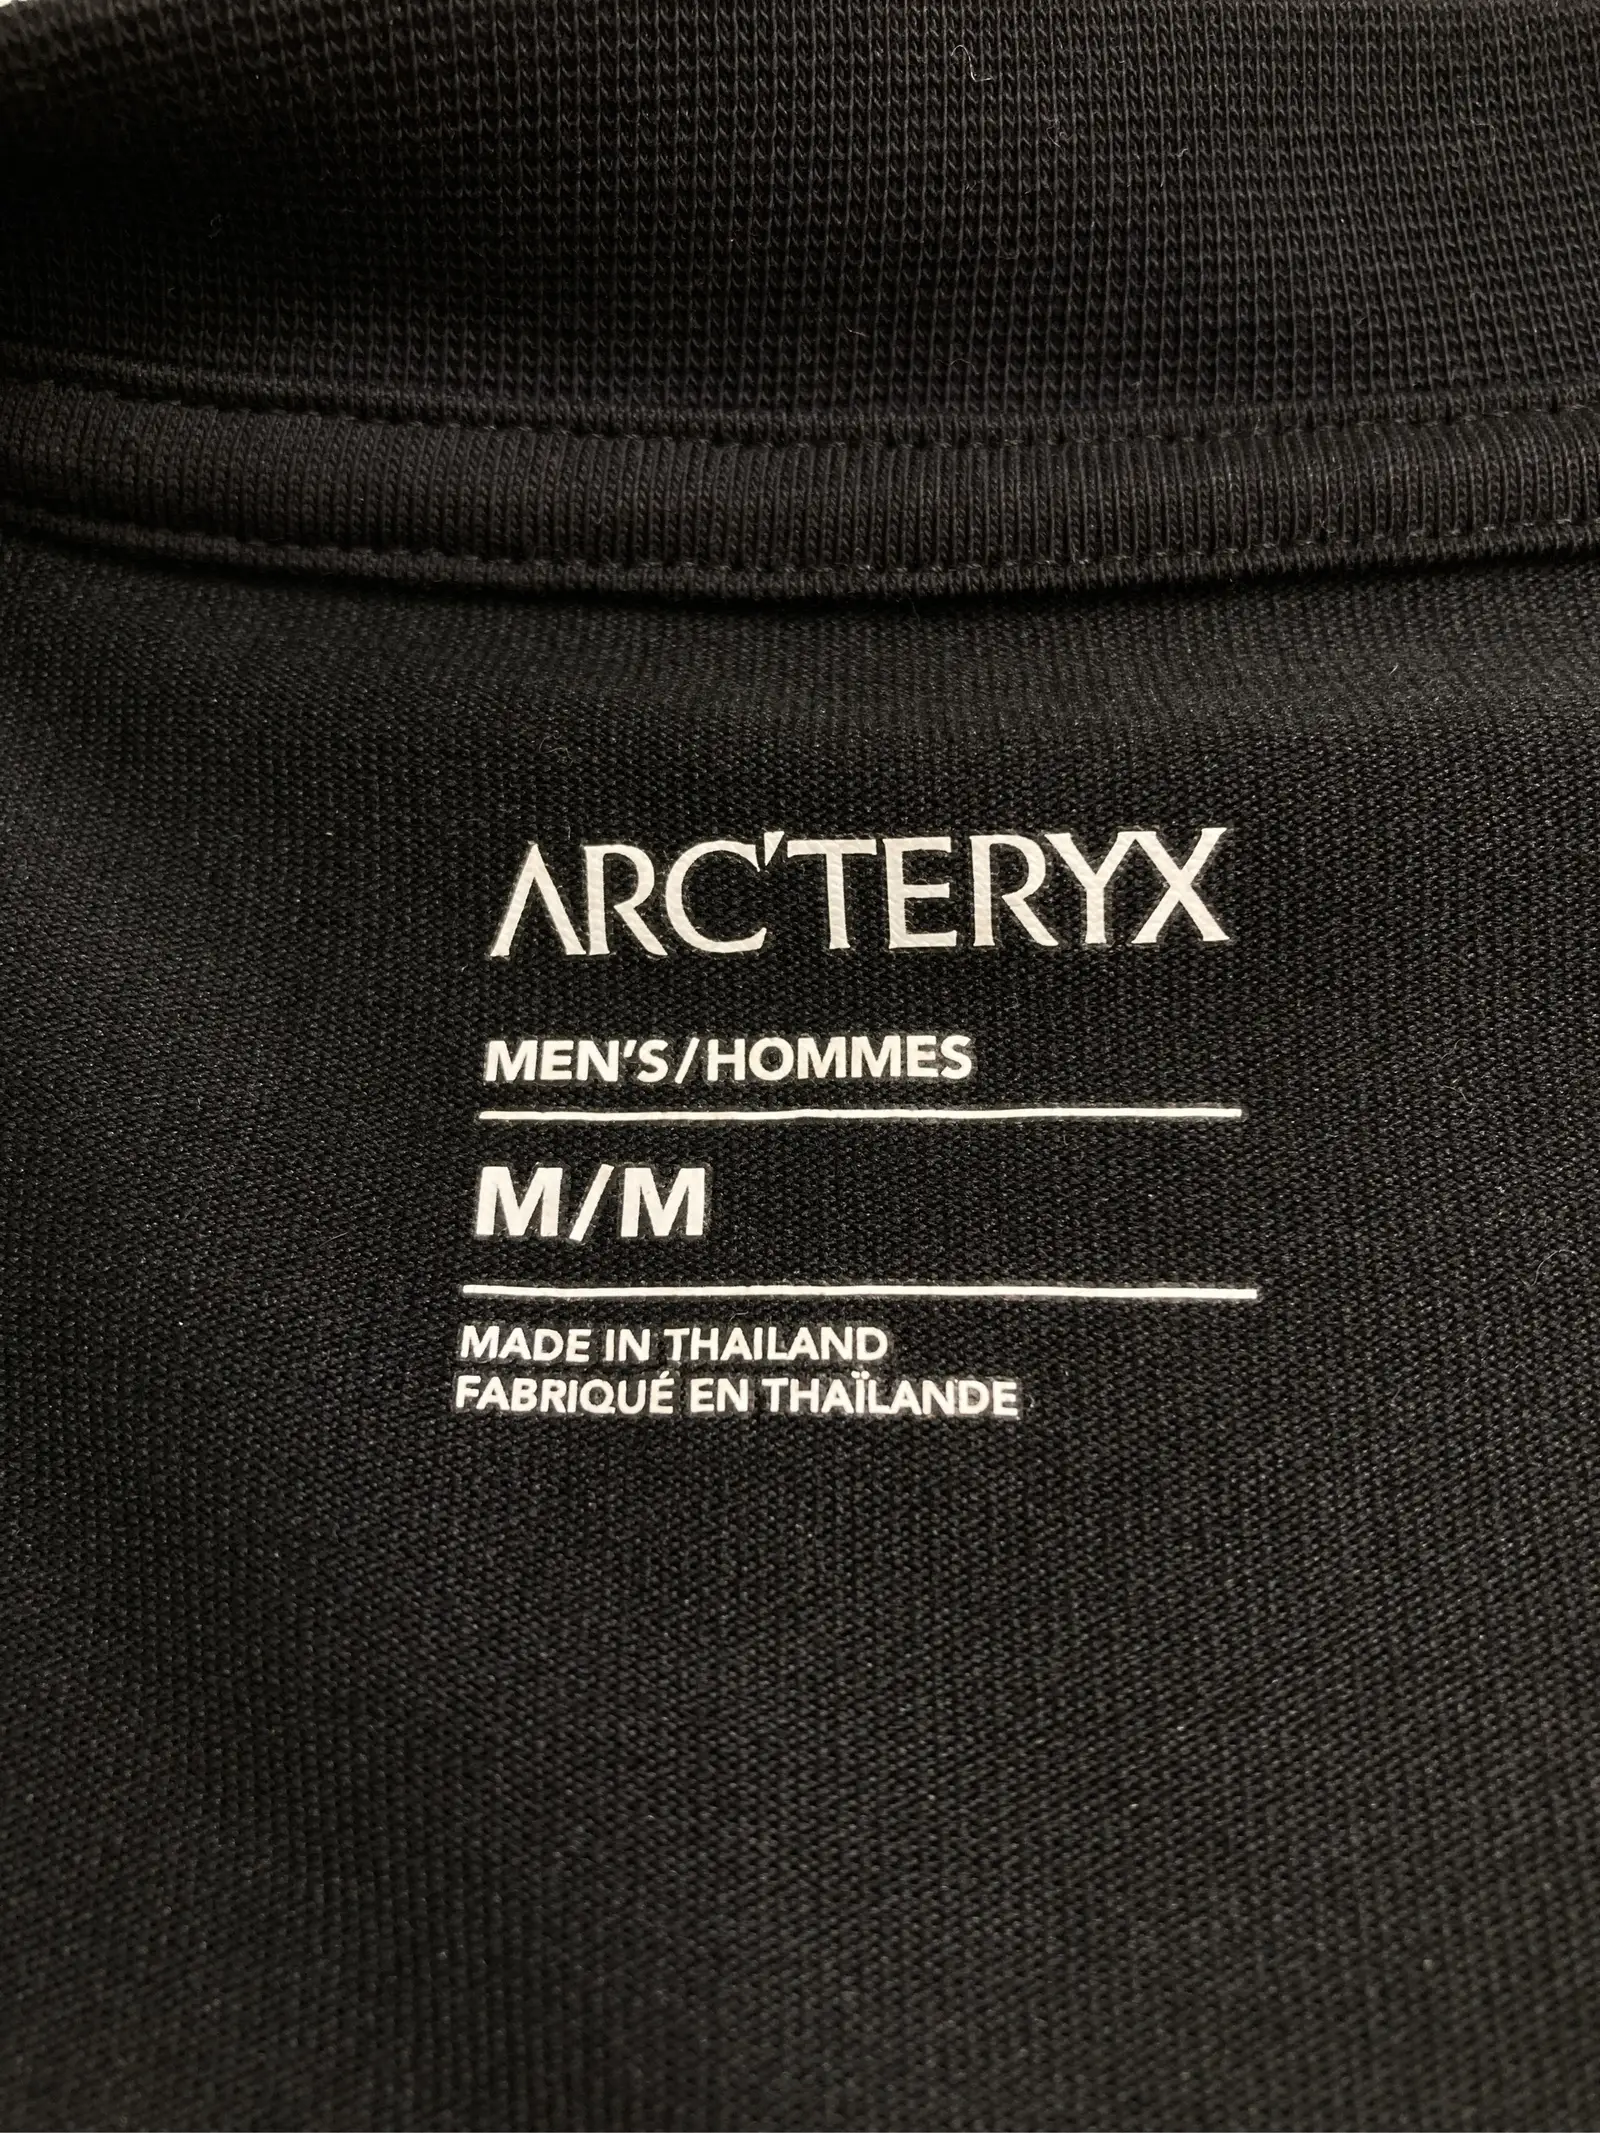 ARC'TERYX
MEN'S/HOMMES
M/M
MADE IN THAILAND
FABRIQUÉ EN THAÏLANDE